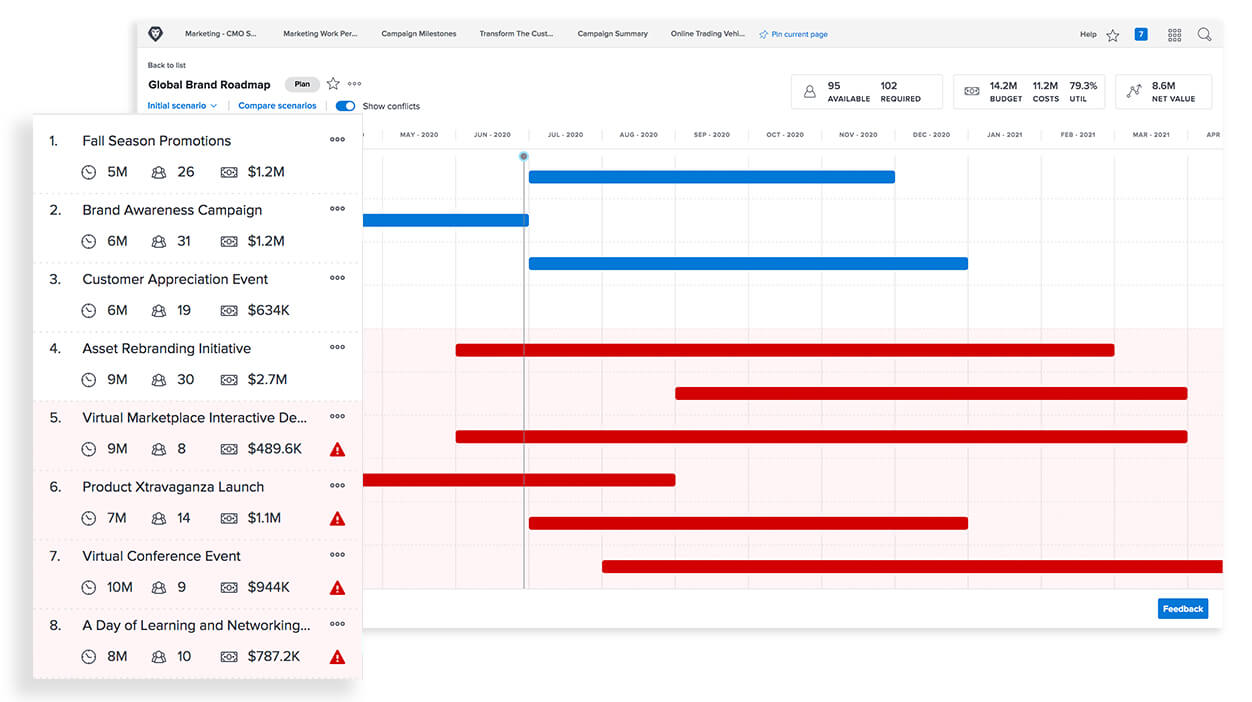 Marketing - CMO S... Marketing Work Per... Campaign Milestones Transform The Cust... Campaign Summary Online Trading Vehi... Pin current page Help 7
Back to list
Global Brand Roadmap Plan
Initial scenario Compare scenarios Show conflicts
95 AVAILABLE 102 REQUIRED
14.2M BUDGET 11.2M COSTS 79.3% UTIL
8.6M NET VALUE
MAY - 2020 JUN - 2020 JUL - 2020 AUG - 2020 SEP - 2020 OCT - 2020 NOV - 2020 DEC - 2020 JAN - 2021 FEB - 2021 MAR - 2021 APR
1. Fall Season Promotions
5M 26 $1.2M
2. Brand Awareness Campaign
6M 31 $1.2M
3. Customer Appreciation Event
6M 19 $634K
4. Asset Rebranding Initiative
9M 30 $2.7M
5. Virtual Marketplace Interactive De...
9M 8 $489.6K
6. Product Xtravaganza Launch
7M 14 $1.1M
7. Virtual Conference Event
10M 9 $944K
8. A Day of Learning and Networking...
8M 10 $787.2K
Feedback